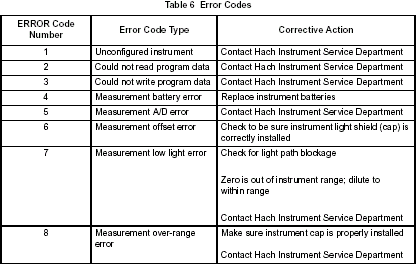 Table 6 Error Codes
ERROR Code Number Error Code Type Corrective Action
1 Unconfigured instrument Contact Hach Instrument Service Department
2 Could not read program data Contact Hach Instrument Service Department
3 Could not write program data Contact Hach Instrument Service Department
4 Measurement battery error Replace instrument batteries
5 Measurement A/D error Contact Hach Instrument Service Department
6 Measurement offset error Check to be sure instrument light shield (cap) is
correctly installed
7 Measurement low light error Check for light path blockage
Zero is out of instrument range; dilute to
within range
Contact Hach Instrument Service Department
8 Measurement over-range error Make sure instrument cap is properly installed
Contact Hach Instrument Service Department